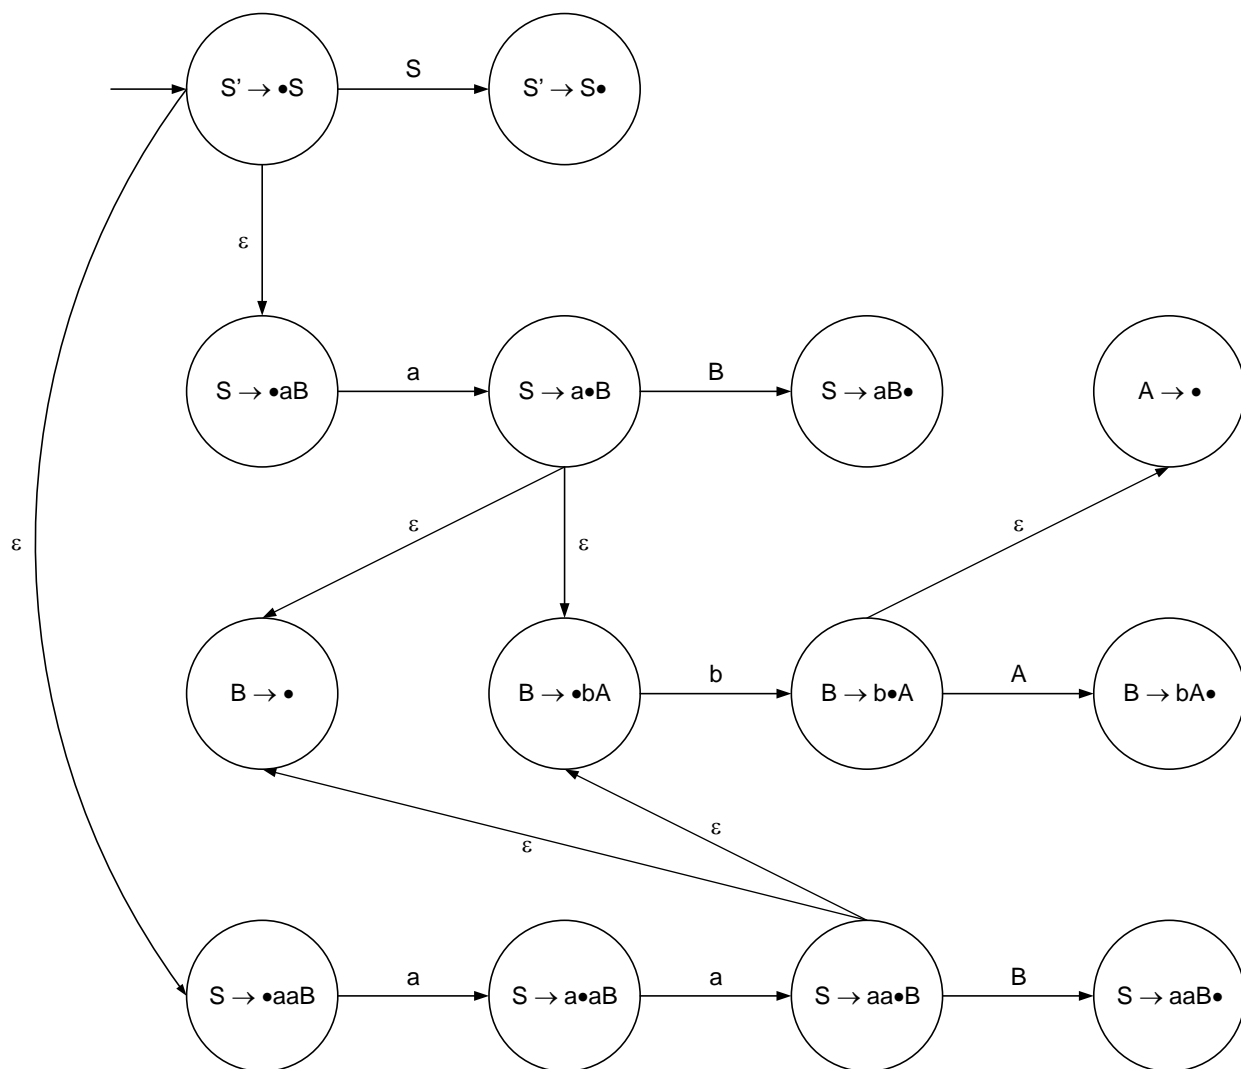 S
S' → •S
S' → S•
ε
a
B
S → •aB
S → a•B
S → aB•
A → •
ε
ε
ε
ε
b
A
B → •
B → •bA
B → b•A
B → bA•
ε
ε
a
a
B
S → •aaB
S → a•aB
S → aa•B
S → aaB•